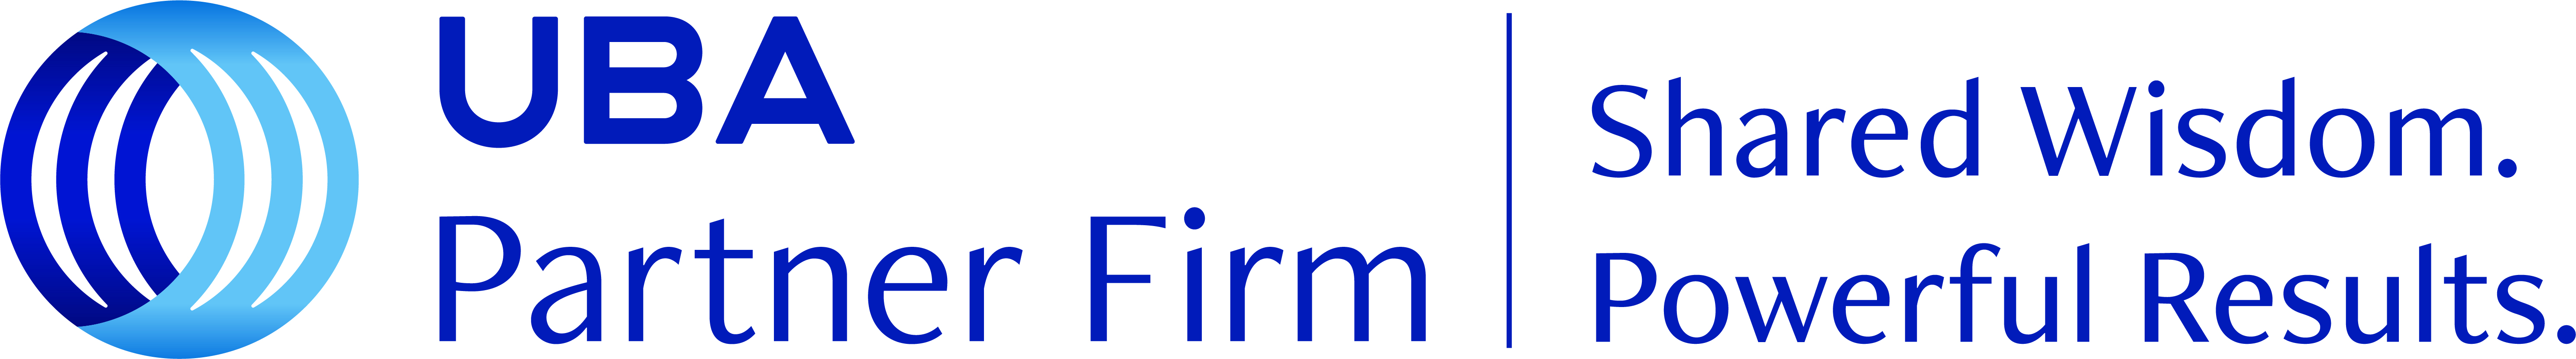 UBA
Partner Firm
Shared Wisdom.
Powerful Results.